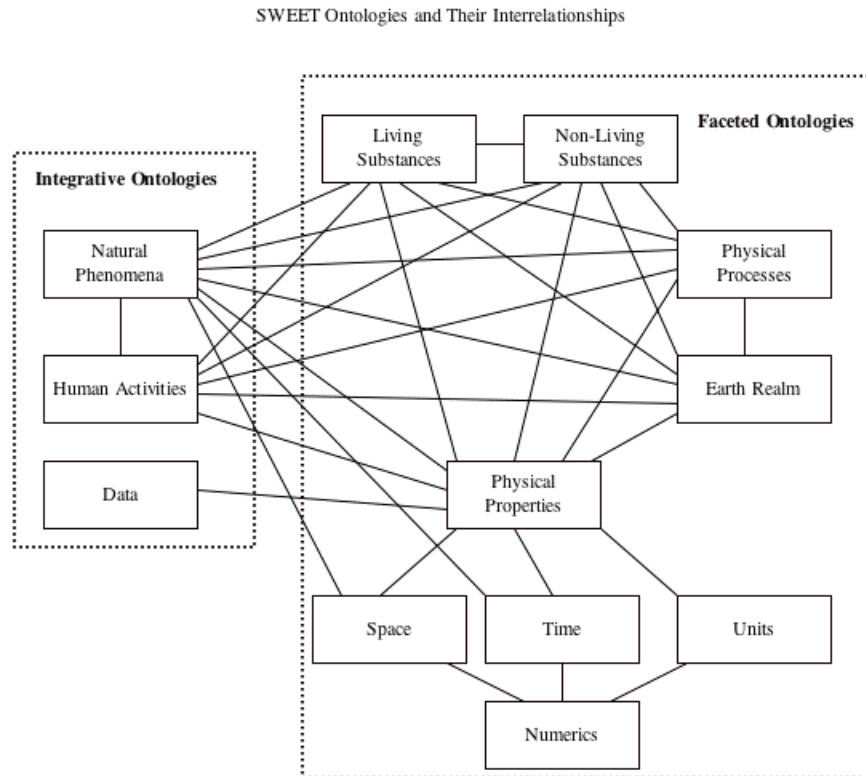 SWEET Ontologies and Their Interrelationships
Faceted Ontologies
Living
Substances
Non-Living
Substances
Integrative Ontologies
Natural
Phenomena
Physical
Processes
Human Activities
Earth Realm
Data
Physical
Properties
Space
Time
Units
Numerics